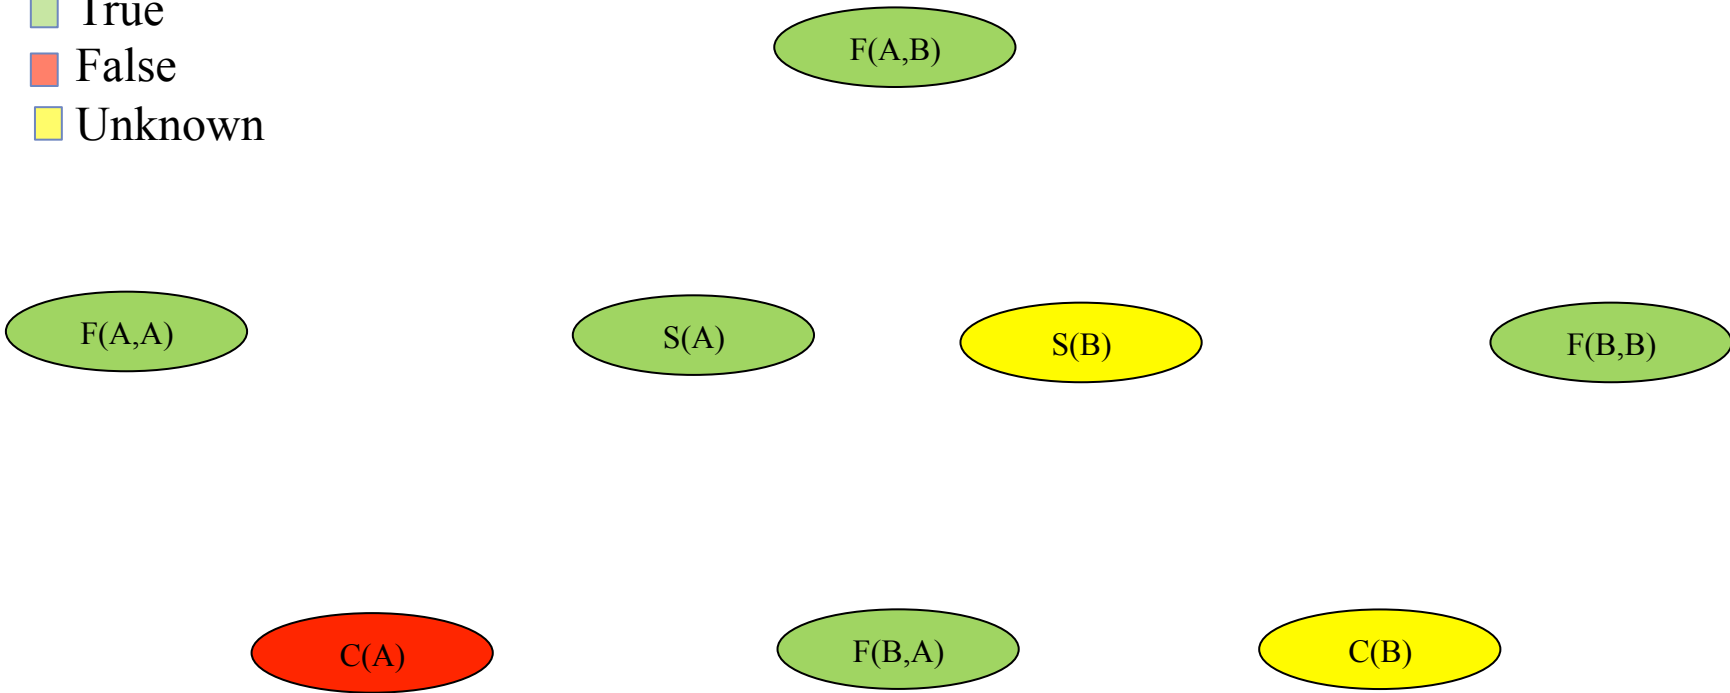 True
False
Unknown
F(A,B)
F(A,A)
S(A)
S(B)
F(B,B)
C(A)
F(B,A)
C(B)